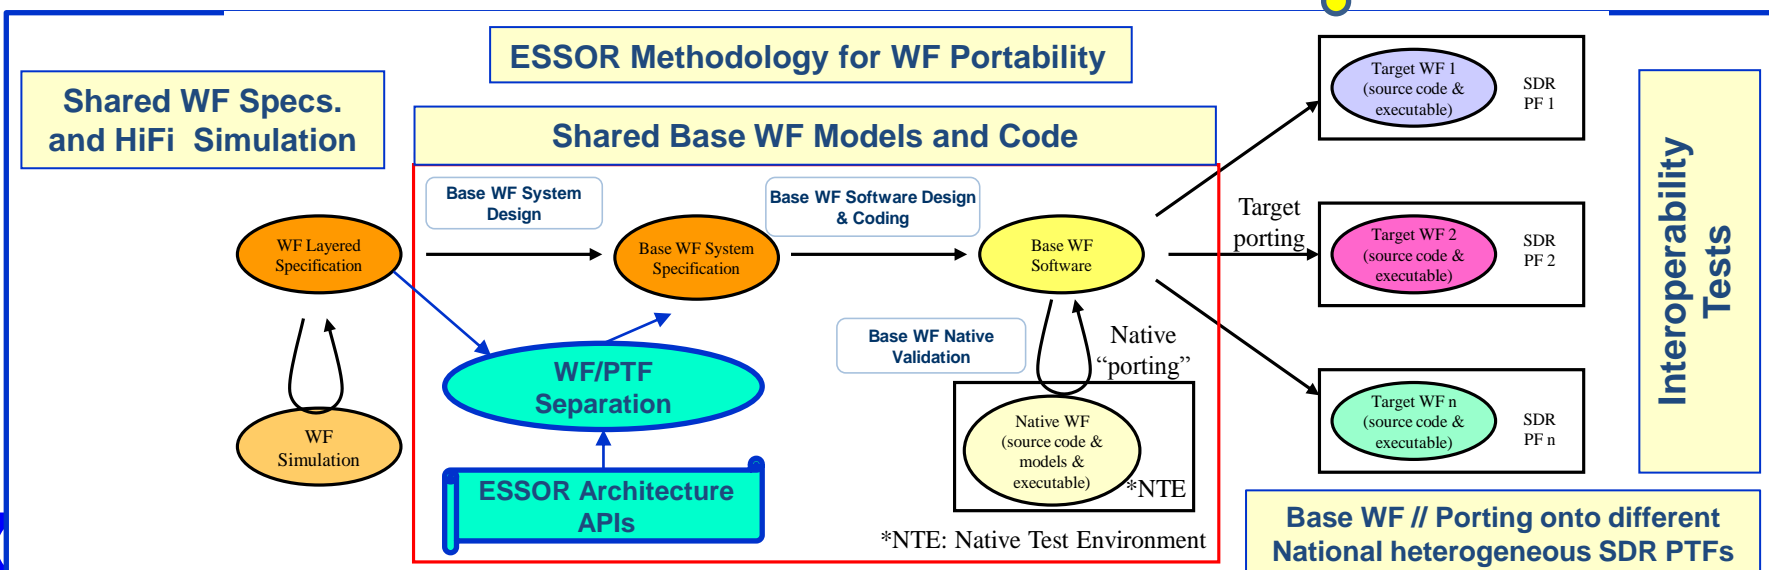 ESSOR Methodology for WF Portability
Shared WF Specs.
and HiFi Simulation
Shared Base WF Models and Code
Base WF System
Design
Base WF Software Design
& Coding
WF Layered
Specification
Base WF System
Specification
Base WF
Software
WF
Simulation
WF/PTF
Separation
ESSOR Architecture
APIs
Base WF Native
Validation
Native
“porting”
Native WF
(source code &
models &
executable)
*NTE
*NTE: Native Test Environment
Target
porting
Target WF 1
(source code &
executable)
SDR
PF 1
Target WF 2
(source code &
executable)
SDR
PF 2
Target WF n
(source code &
executable)
SDR
PF n
Interoperability
Tests
Base WF // Porting onto different
National heterogeneous SDR PTFs